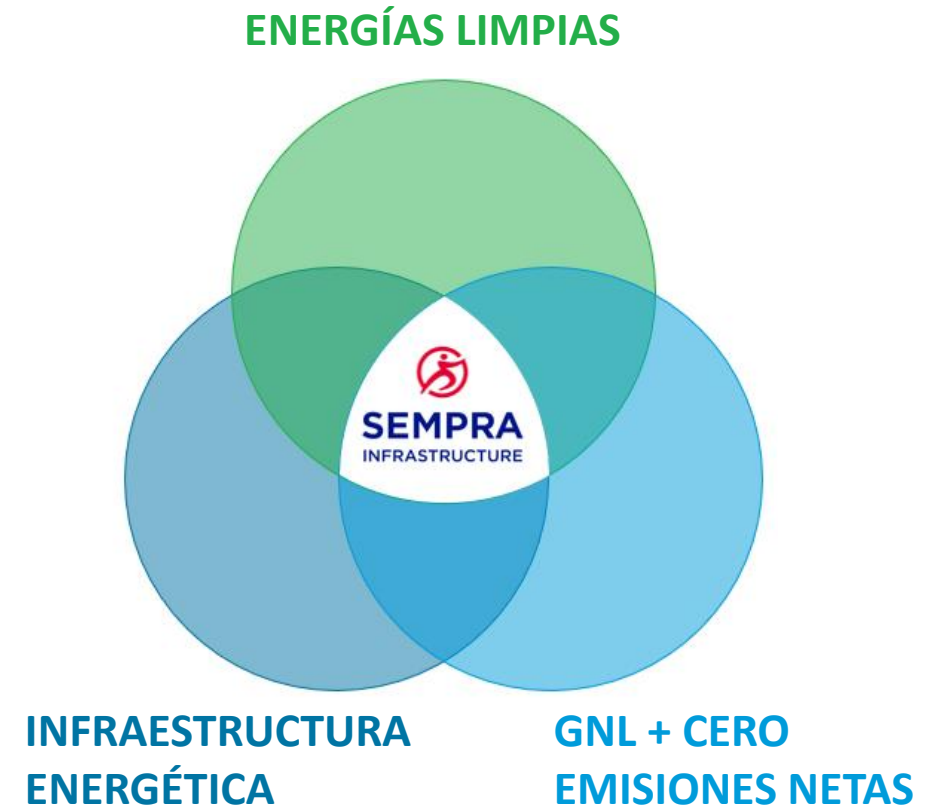 ENERGÍAS LIMPIAS
SEMPRA
INFRASTRUCTURE
INFRAESTRUCTURA
ENERGÉTICA
GNL + CERO
EMISIONES NETAS